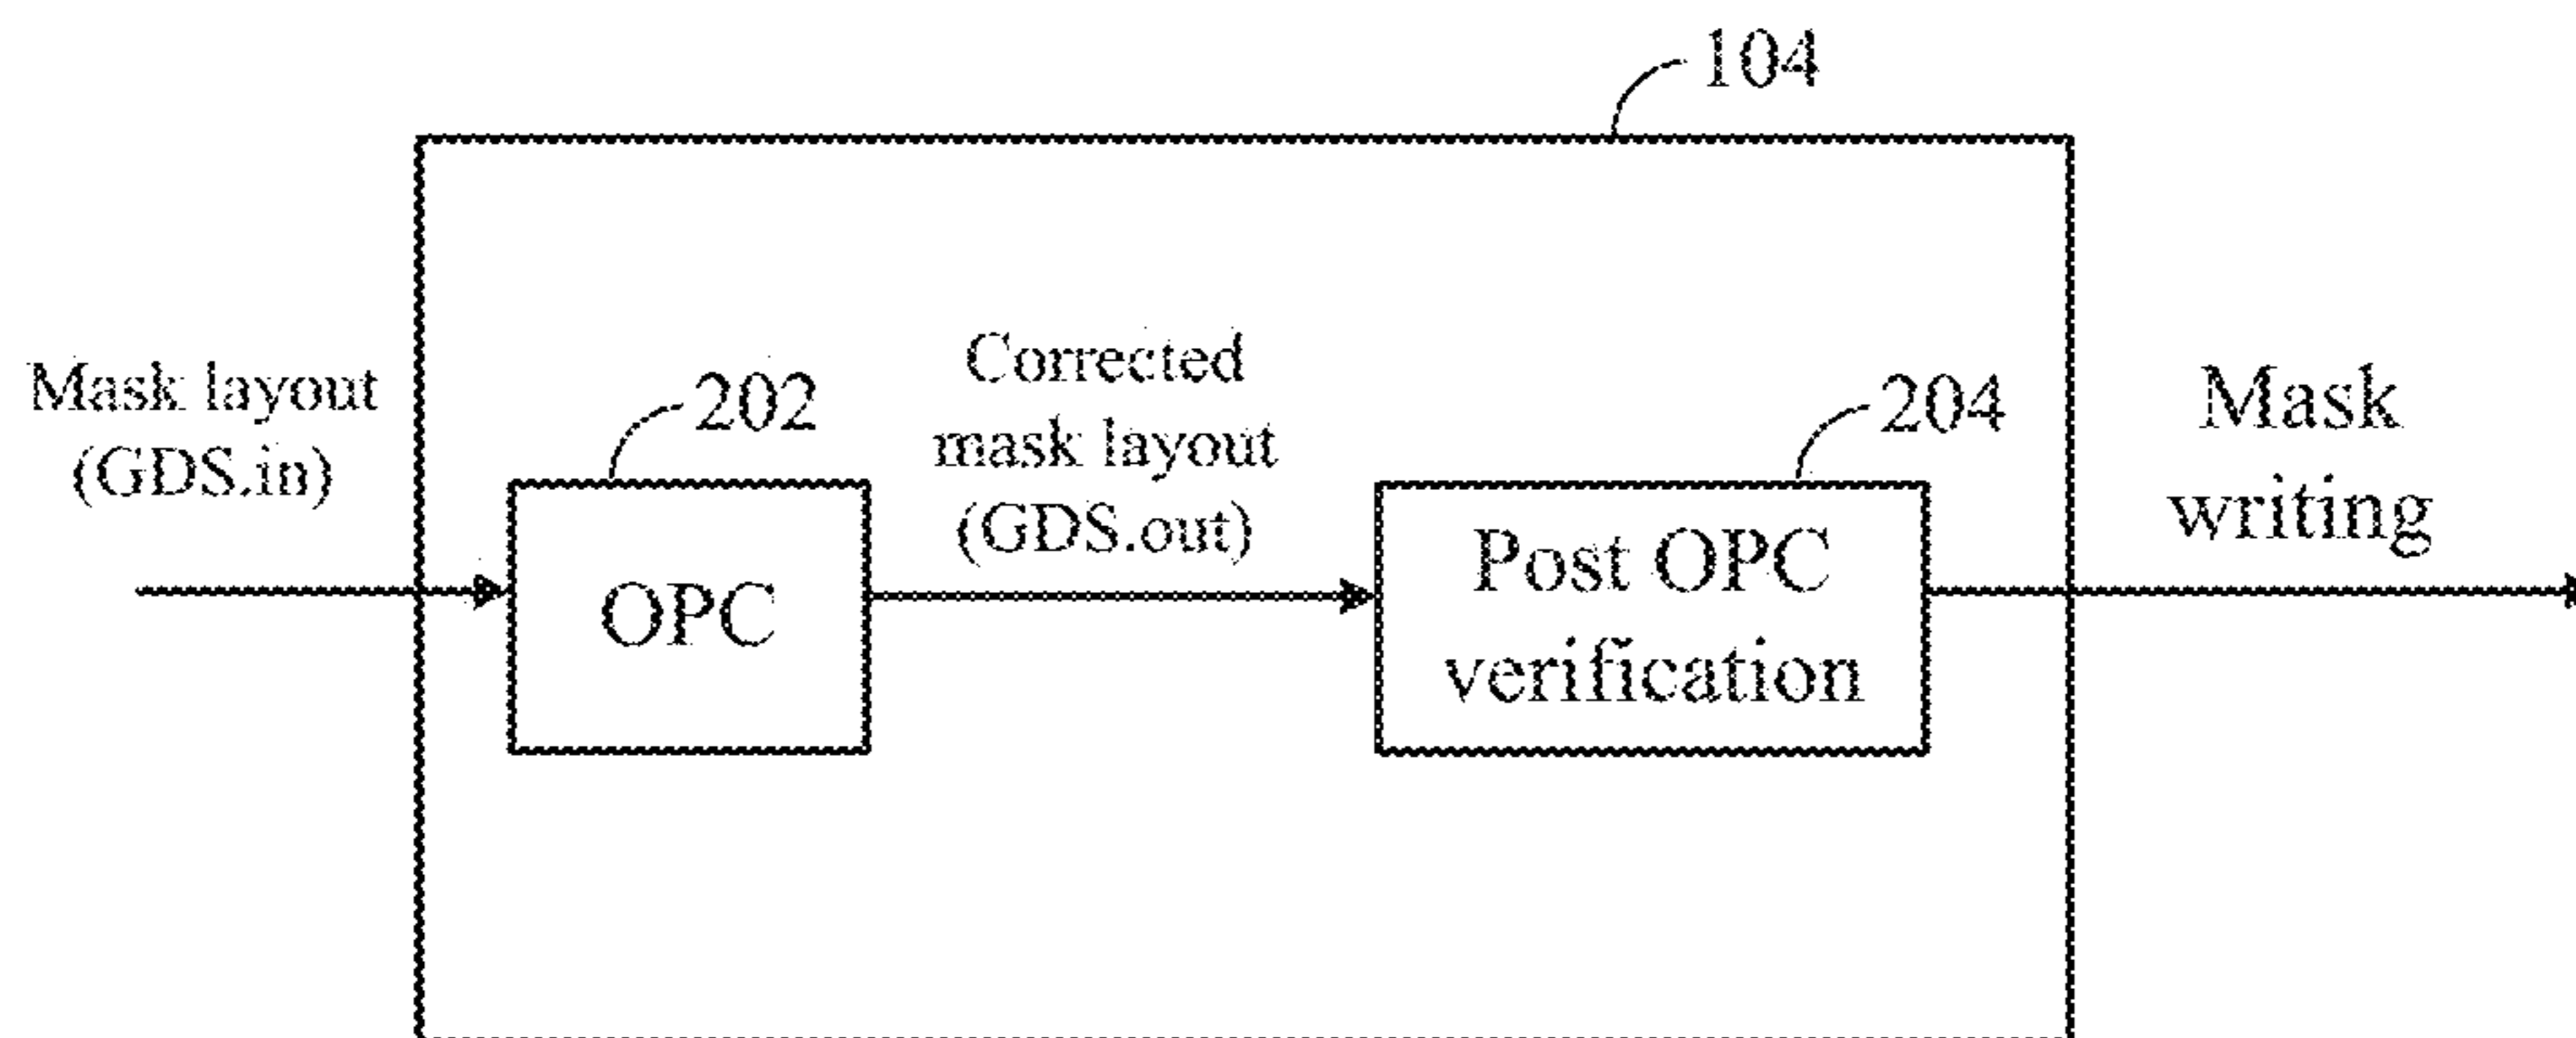 104
Mask layout
(GDS.in)
202
Corrected
mask layout
(GDS.out)
204
Mask
writing
OPC
Post OPC
verification